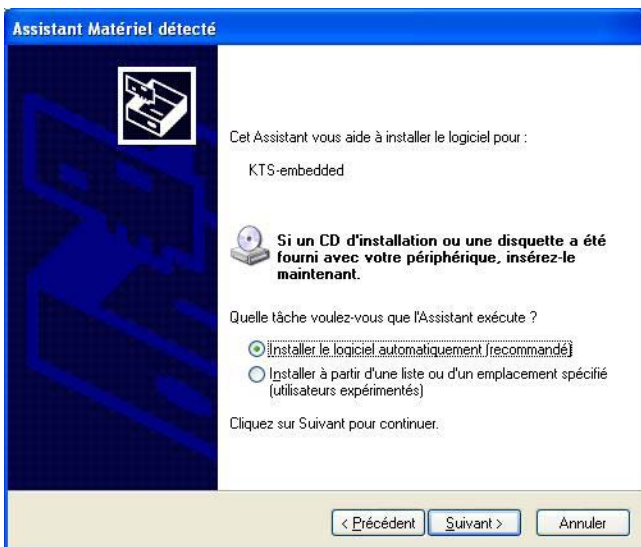 Assistant Matériel détecté
Cet Assistant vous aide à installer le logiciel pour :
KTS-embedded
Si un CD d'installation ou une disquette a été
fourni avec votre périphérique, insérez-le
maintenant.
Quelle tâche voulez-vous que l'Assistant exécute ?
Installer le logiciel automatiquement (recommandé)
Installer à partir d'une liste ou d'un emplacement spécifié
(utilisateurs expérimentés)
Cliquez sur Suivant pour continuer.
< Précédent Suivant > Annuler